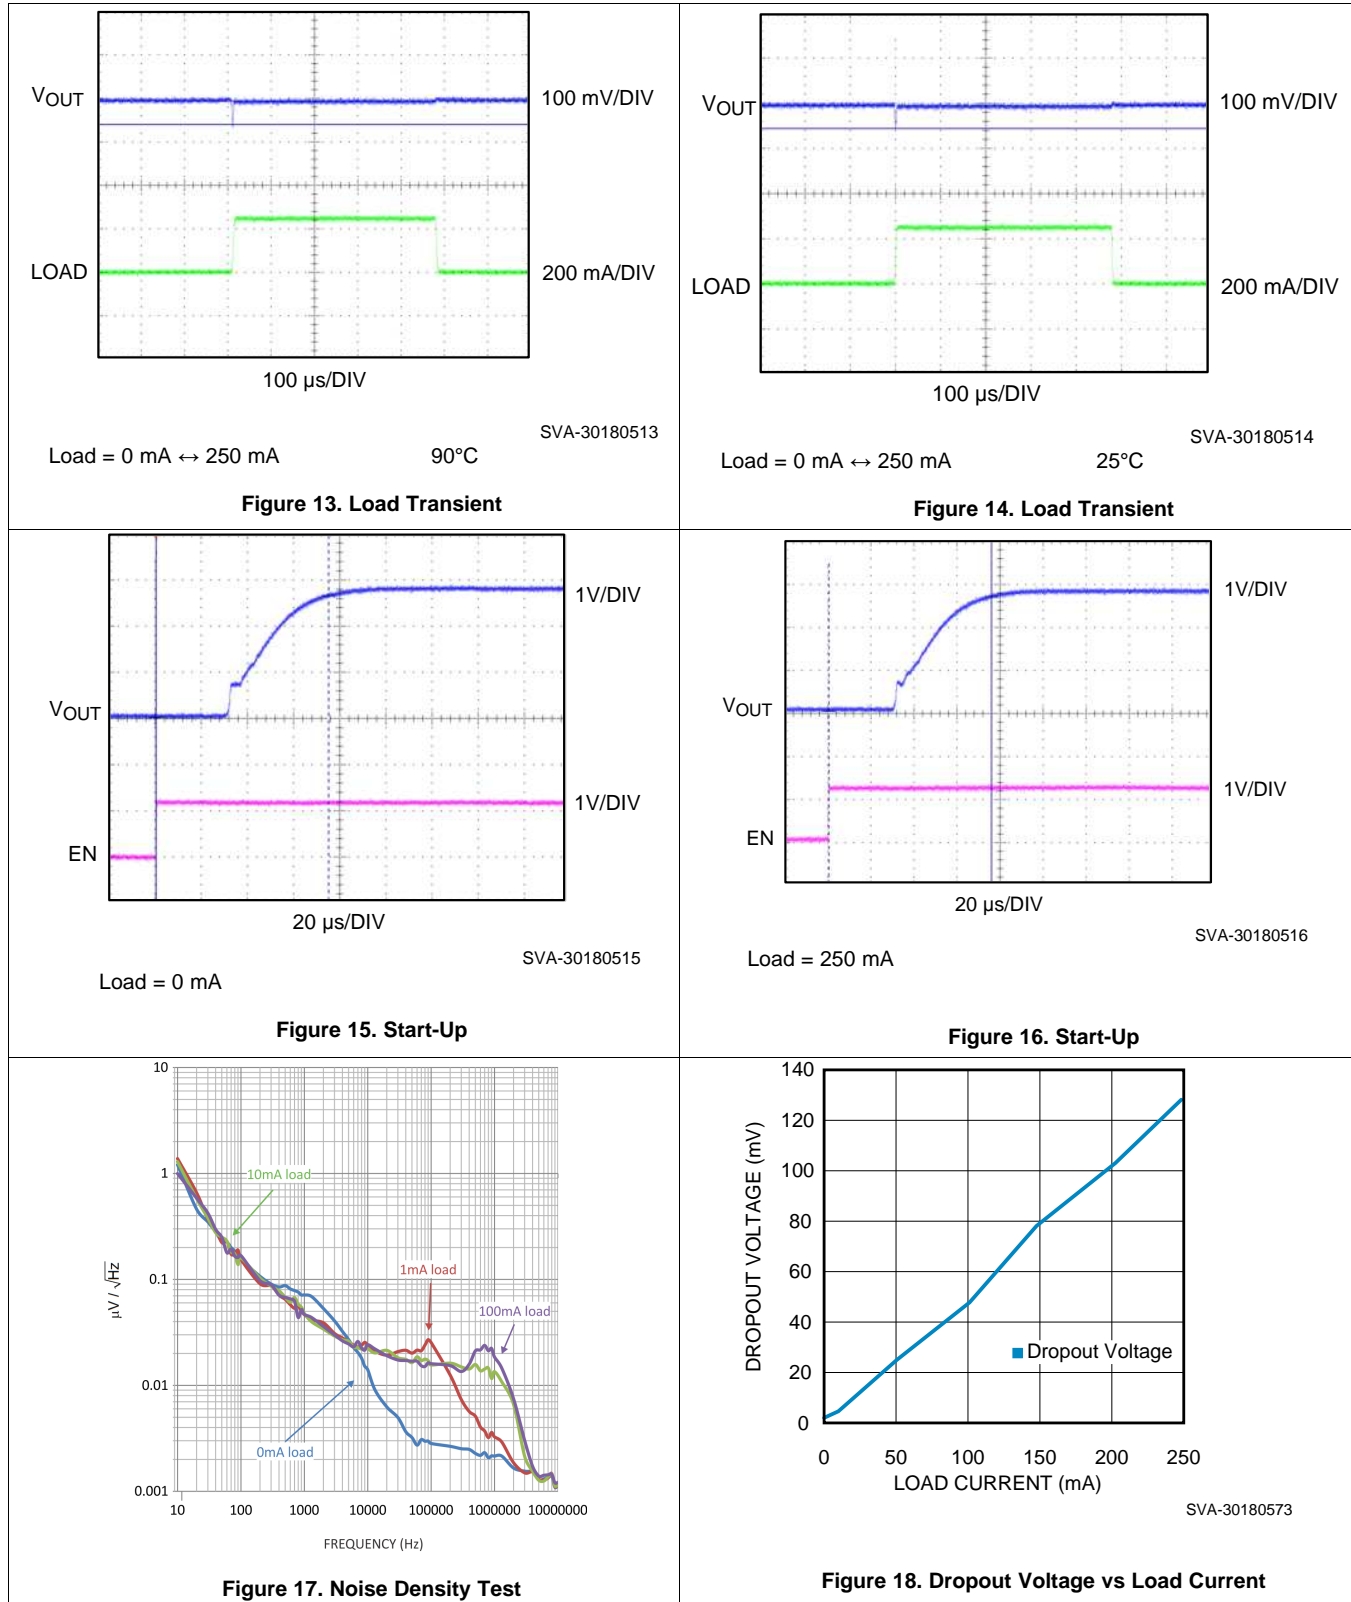 VOUT
100 mV/DIV
LOAD
200 mA/DIV
100 µs/DIV
SVA-30180513
Load = 0 mA ↔ 250 mA 90°C
Figure 13. Load Transient
VOUT
100 mV/DIV
LOAD
200 mA/DIV
100 µs/DIV
SVA-30180514
Load = 0 mA ↔ 250 mA 25°C
Figure 14. Load Transient
1V/DIV
VOUT
1V/DIV
EN
20 µs/DIV
SVA-30180515
Load = 0 mA
Figure 15. Start-Up
1V/DIV
VOUT
1V/DIV
EN
20 µs/DIV
SVA-30180516
Load = 250 mA
Figure 16. Start-Up
10
1
0.1
0.01
0.001
µV / √Hz
10mA load
1mA load
100mA load
0mA load
10 100 1000 10000 100000 1000000 10000000
FREQUENCY (Hz)
Figure 17. Noise Density Test
140
120
100
80
60
40
20
0
DROPOUT VOLTAGE (mV)
Dropout Voltage
0 50 100 150 200 250
LOAD CURRENT (mA)
SVA-30180573
Figure 18. Dropout Voltage vs Load Current